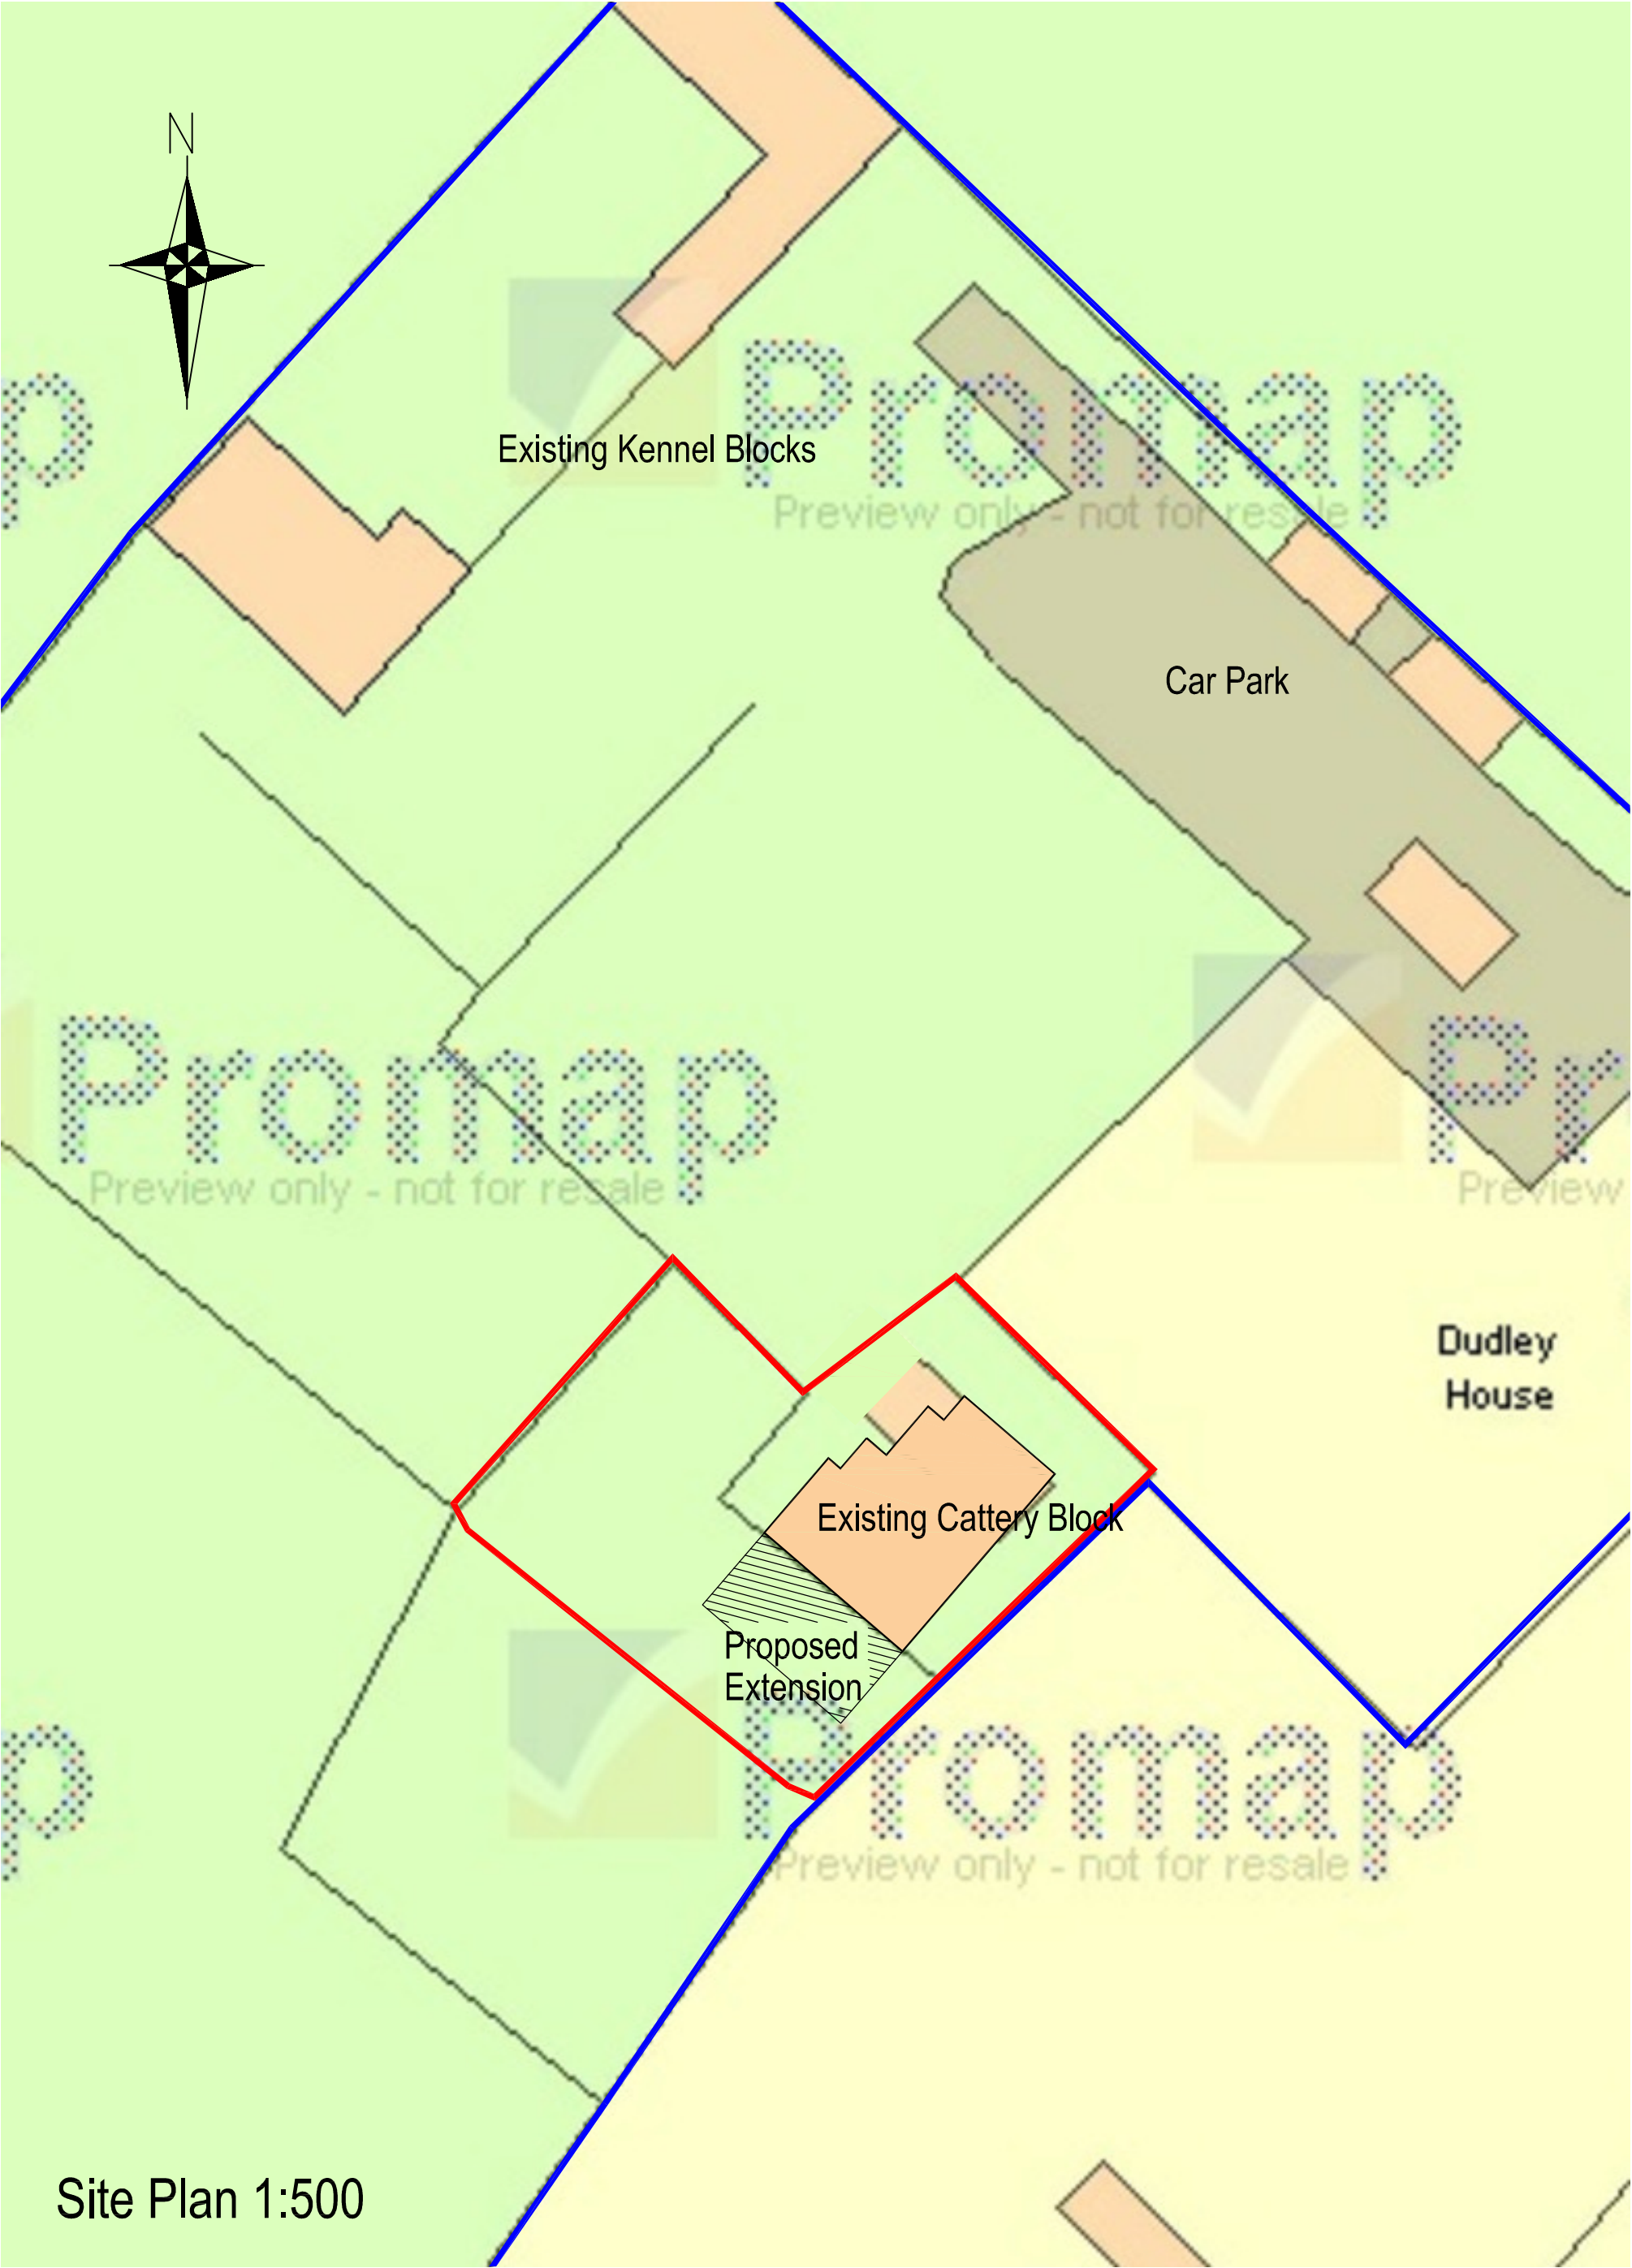 N
Promap
Preview only - not for resale
Existing Kennel Blocks
p
Car Park
Promap
Preview only - not for resale
Pr
Preview
Dudley
House
Existing Cattery Block
Proposed
Extension
Promap
Preview only - not for resale
p
Site Plan 1:500